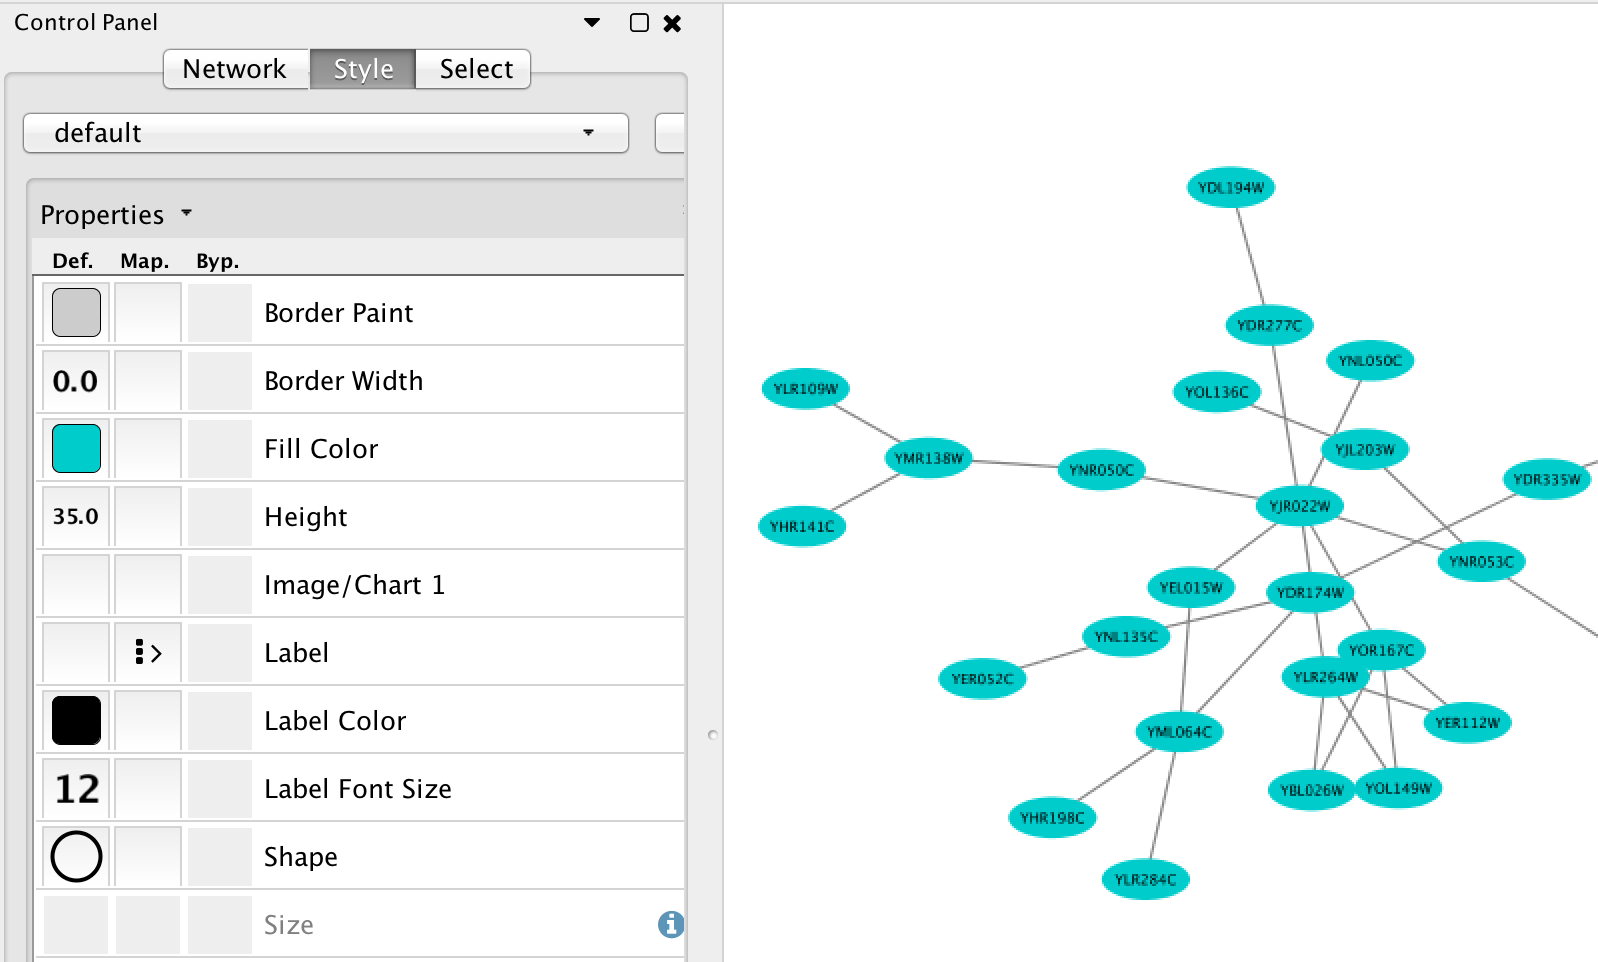 Control Panel
Network Style Select
default
Properties
Def. Map. Byp.
Border Paint
0.0 Border Width
Fill Color
35.0 Height
Image/Chart 1
Label
Label Color
12 Label Font Size
Shape
Size
YDL194W
YDR277C
YNL050C
YLR109W
YOL136C
YJL203W
YMR138W
YNR050C
YDR335W
YJR022W
YHR141C
YNR053C
YEL015W
YDR174W
YNL135C
YOR167C
YER052C
YLR264W
YER112W
YML064C
YBL026W
YOL149W
YHR198C
YLR284C